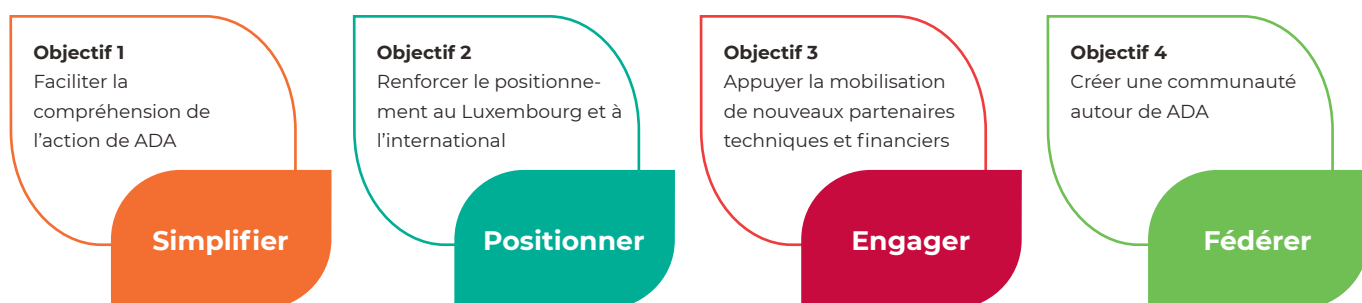 Objectif 1
Faciliter la
compréhension de
l’action de ADA
Simplifier
Objectif 2
Renforcer le positionne-
ment au Luxembourg et à
l’international
Positionner
Objectif 3
Appuyer la mobilisation
de nouveaux partenaires
techniques et financiers
Engager
Objectif 4
Créer une communauté
autour de ADA
Fédérer